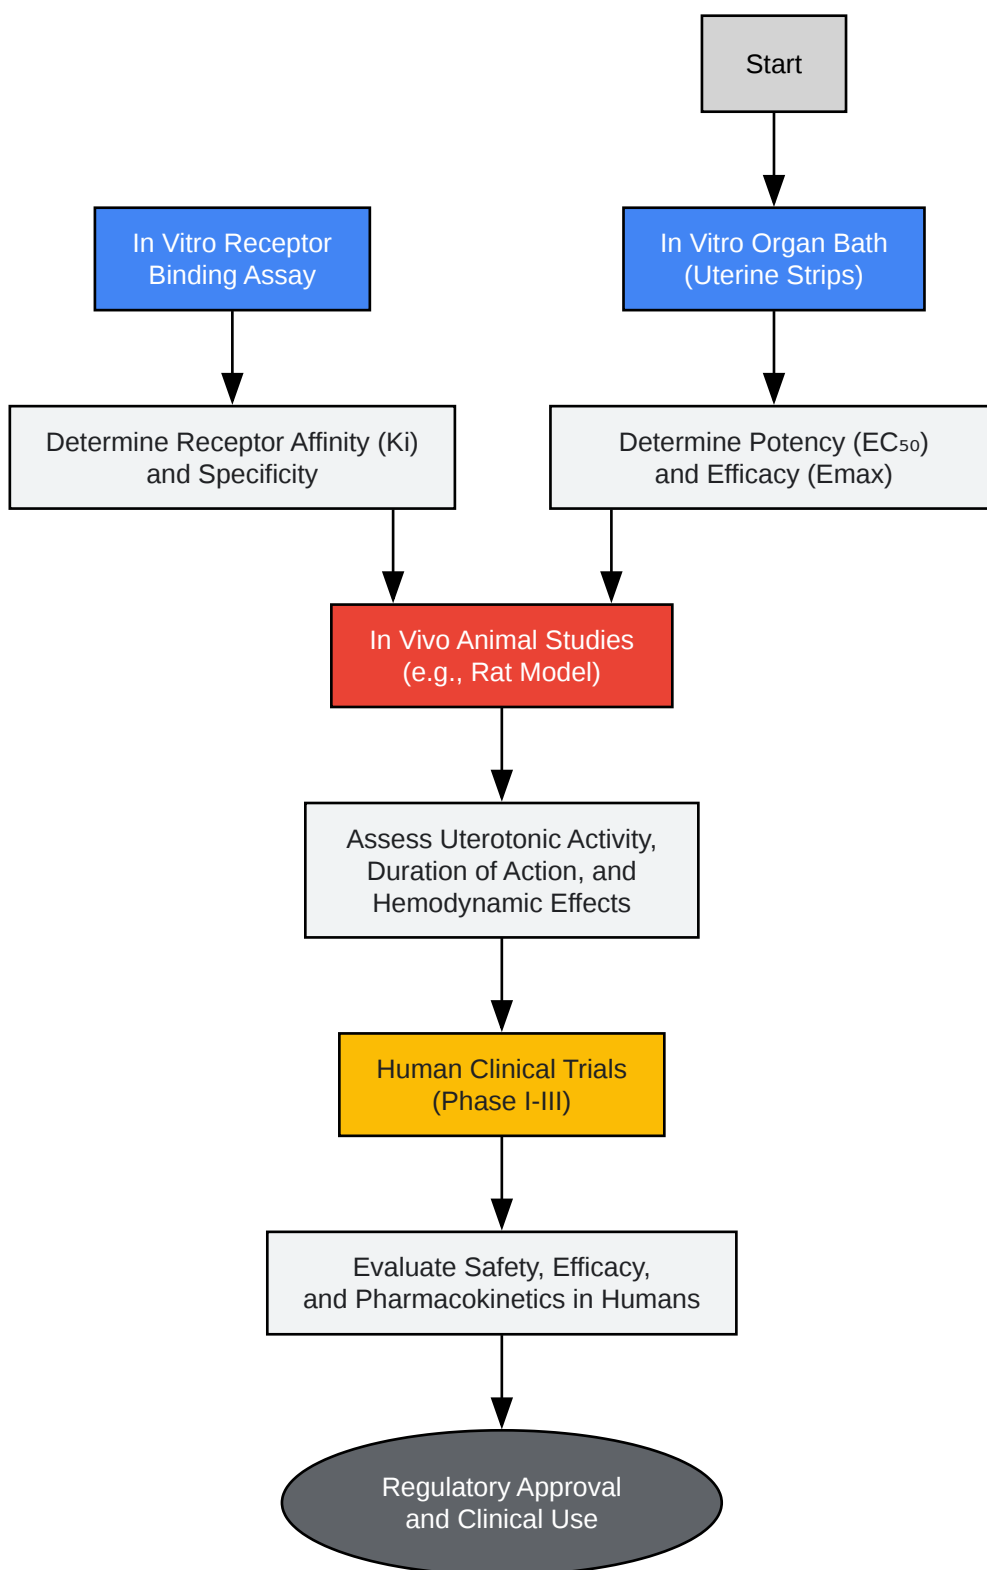 Start
In Vitro Receptor
Binding Assay
In Vitro Organ Bath
(Uterine Strips)
Determine Receptor Affinity (Ki)
and Specificity
Determine Potency (EC₅₀)
and Efficacy (Emax)
In Vivo Animal Studies
(e.g., Rat Model)
Assess Uterotonic Activity,
Duration of Action, and
Hemodynamic Effects
Human Clinical Trials
(Phase I-III)
Evaluate Safety, Efficacy,
and Pharmacokinetics in Humans
Regulatory Approval
and Clinical Use